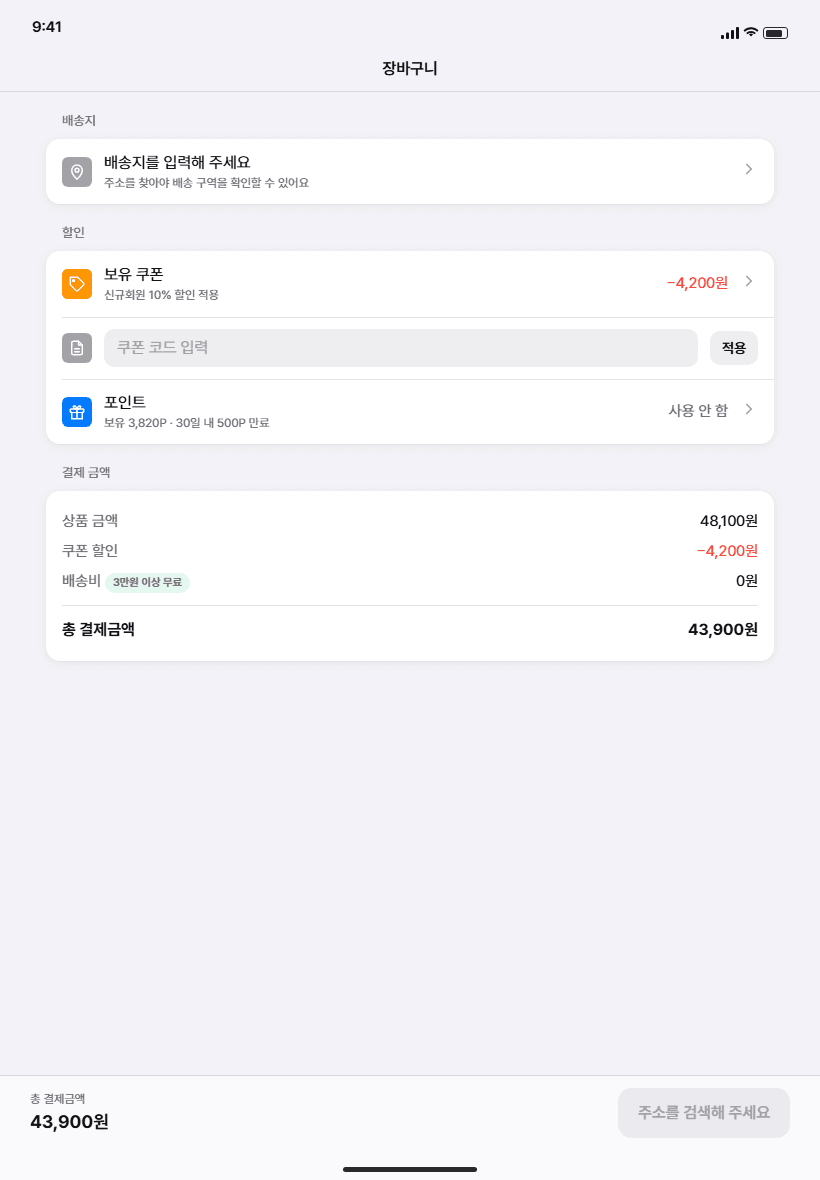 9:41
장바구니
배송지
배송지를 입력해 주세요
주소를 찾아야 배송 구역을 확인할 수 있어요
할인
보유 쿠폰
신규회원 10% 할인 적용
−4,200원
쿠폰 코드 입력
적용
포인트
보유 3,820P · 30일 내 500P 만료
사용 안 함
결제 금액
상품 금액 48,100원
쿠폰 할인 −4,200원
배송비 3만원 이상 무료 0원
총 결제금액 43,900원
총 결제금액
43,900원
주소를 검색해 주세요